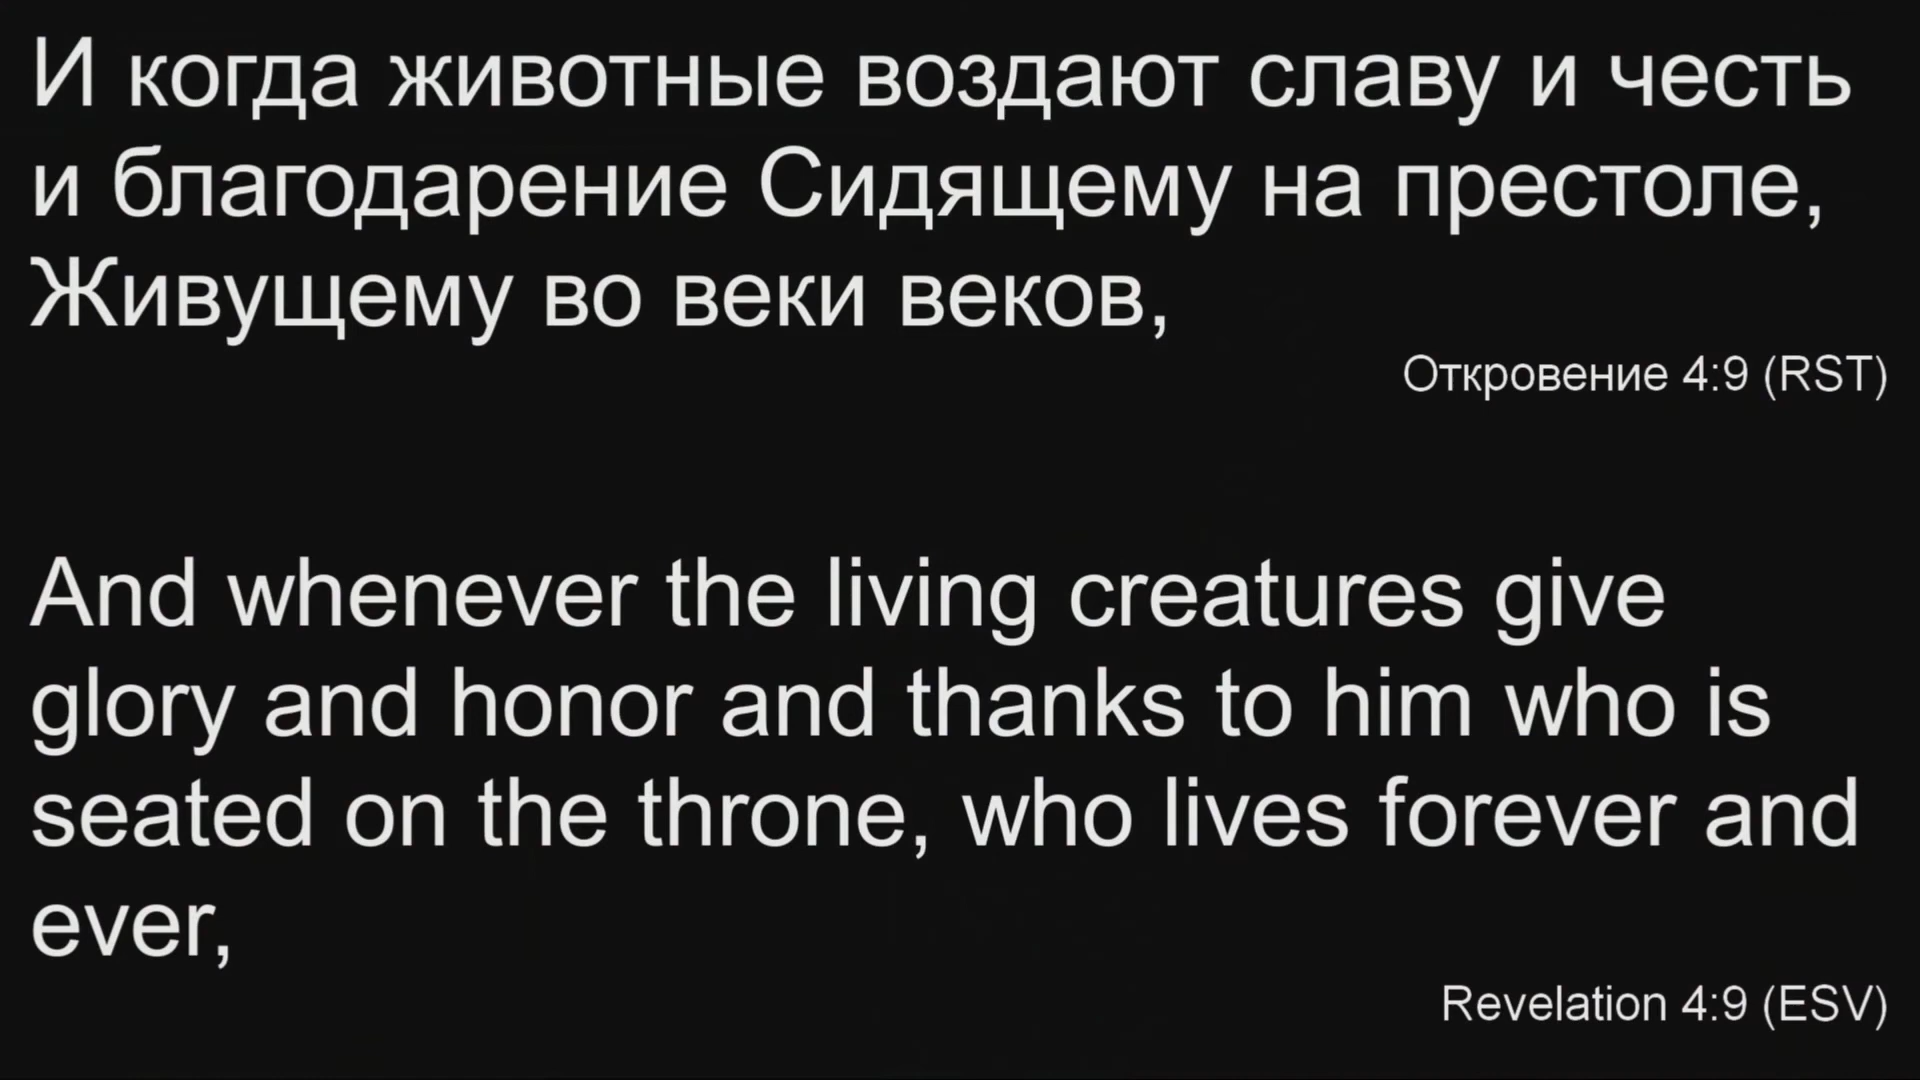 И когда животные воздают славу и честь
и благодарение Сидящему на престоле,
Живущему во веки веков,
Откровение 4:9 (RST)
And whenever the living creatures give
glory and honor and thanks to him who is
seated on the throne, who lives forever and
ever,
Revelation 4:9 (ESV)